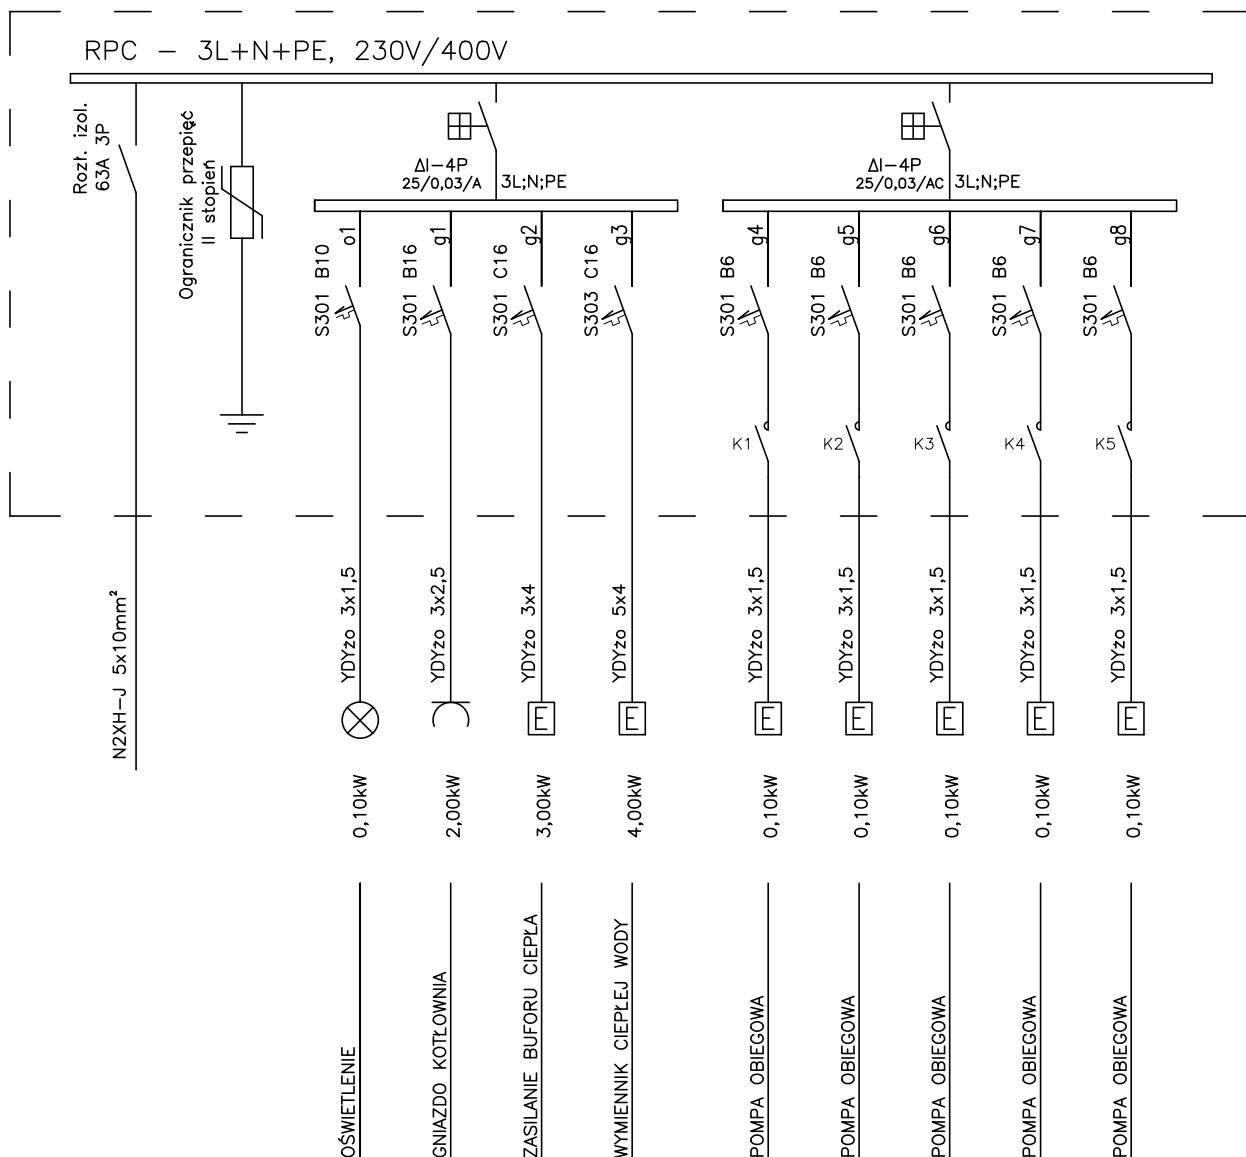 RPC – 3L+N+PE, 230V/400V
Rozł. izol.
63A 3P
Ogranicznik przepięć
II stopień
ΔI–4P
25/0,03/A
3L;N;PE
ΔI–4P
25/0,03/AC
3L;N;PE
S301 B10
o1
S301 B16
g1
S301 C16
g2
S303 C16
g3
S301 B6
g4
S301 B6
g5
S301 B6
g6
S301 B6
g7
S301 B6
g8
K1
K2
K3
K4
K5
N2XH–J 5x10mm²
YDYżo 3x1,5
YDYżo 3x2,5
YDYżo 3x4
YDYżo 5x4
YDYżo 3x1,5
YDYżo 3x1,5
YDYżo 3x1,5
YDYżo 3x1,5
YDYżo 3x1,5
E
E
E
E
E
E
E
0,10kW
2,00kW
3,00kW
4,00kW
0,10kW
0,10kW
0,10kW
0,10kW
0,10kW
OŚWIETLENIE
GNIAZDO KOTŁOWNIA
ZASILANIE BUFORU CIEPŁA
WYMIENNIK CIEPŁEJ WODY
POMPA OBIEGOWA
POMPA OBIEGOWA
POMPA OBIEGOWA
POMPA OBIEGOWA
POMPA OBIEGOWA